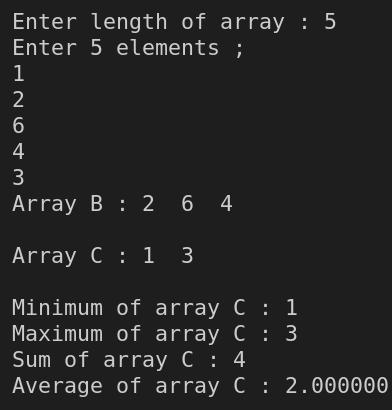 Enter length of array : 5
Enter 5 elements ;
1
2
6
4
3
Array B : 2  6  4
Array C : 1  3
Minimum of array C : 1
Maximum of array C : 3
Sum of array C : 4
Average of array C : 2.000000